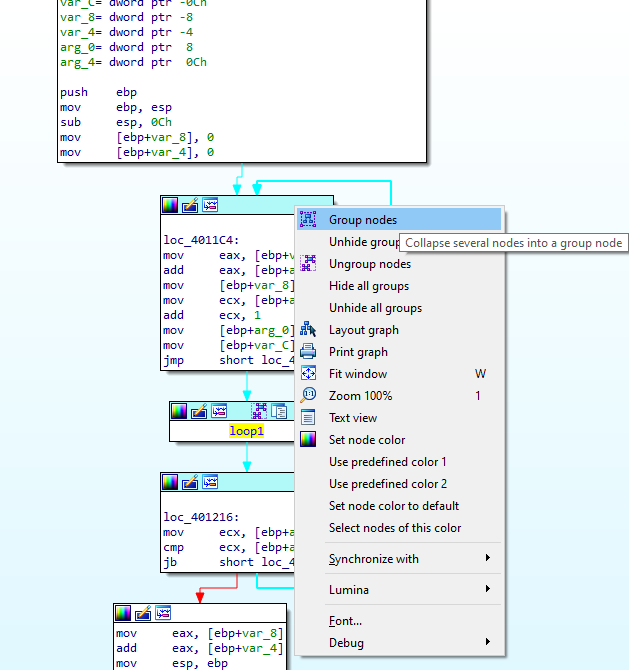 var_C= dword ptr -0Ch
var_8= dword ptr -8
var_4= dword ptr -4
arg_0= dword ptr  8
arg_4= dword ptr  0Ch
push    ebp
mov     ebp, esp
sub     esp, 0Ch
mov     [ebp+var_8], 0
mov     [ebp+var_4], 0
loc_4011C4:
mov     eax, [ebp+v
add     eax, [ebp+a
mov     [ebp+var_8]
mov     ecx, [ebp+a
add     ecx, 1
mov     [ebp+arg_0]
mov     [ebp+var_C]
jmp     short loc_4
loop1
loc_401216:
mov     ecx, [ebp+a
cmp     ecx, [ebp+a
jb      short loc_4
mov     eax, [ebp+var_8]
add     eax, [ebp+var_4]
mov     esp, ebp
Group nodes
Unhide group
Collapse several nodes into a group node
Ungroup nodes
Hide all groups
Unhide all groups
Layout graph
Print graph
Fit window W
Zoom 100% 1
Text view
Set node color
Use predefined color 1
Use predefined color 2
Set node color to default
Select nodes of this color
Synchronize with
Lumina
Font...
Debug